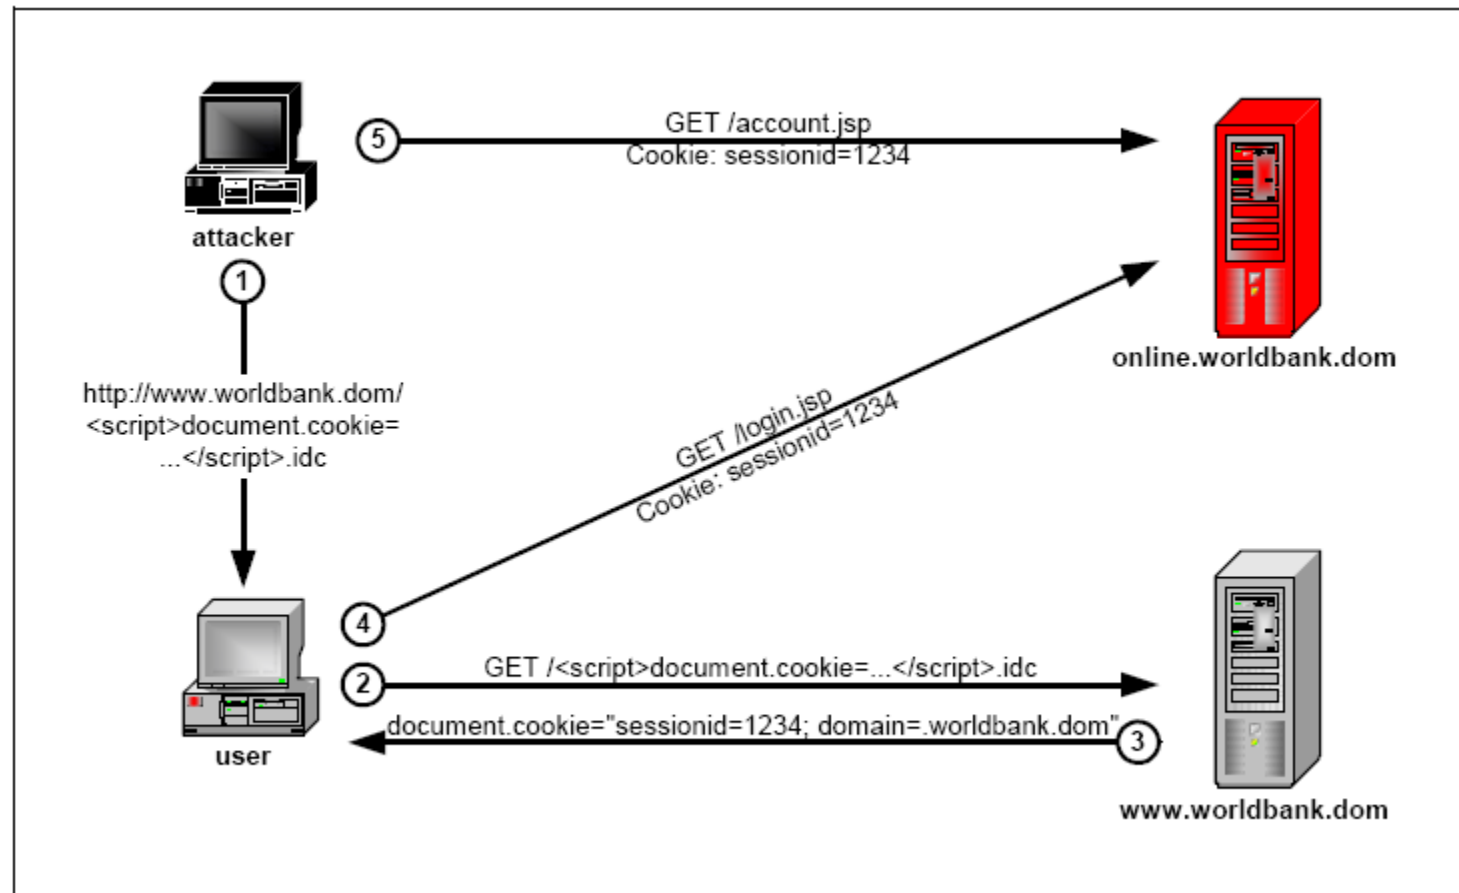 5
GET /account.jsp
Cookie: sessionid=1234
attacker
1
online.worldbank.dom
http://www.worldbank.dom/
<script>document.cookie=
...</script>.idc
GET /login.jsp
Cookie: sessionid=1234
4
GET /<script>document.cookie=...</script>.idc
2
document.cookie="sessionid=1234; domain=.worldbank.dom"
3
user
www.worldbank.dom